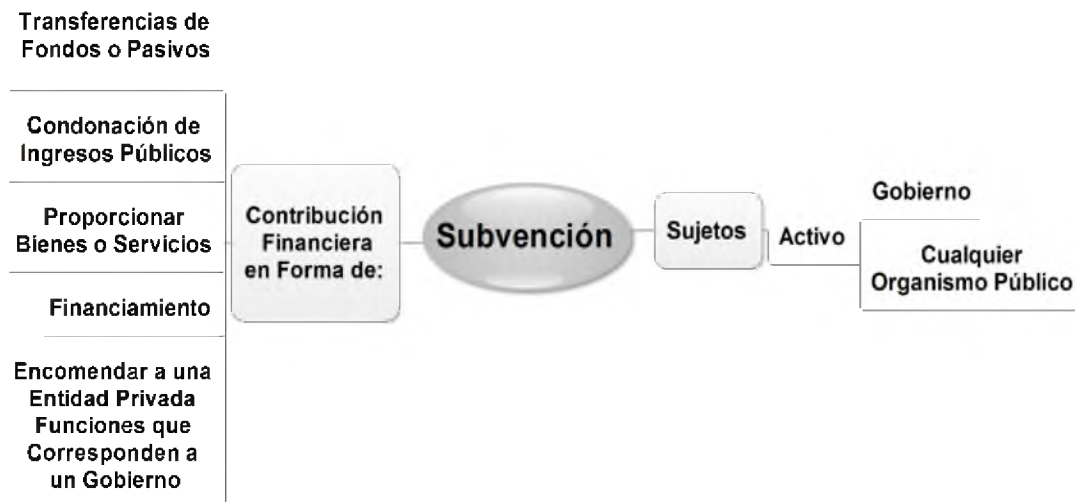 Transferencias de
Fondos o Pasivos
Condonación de
Ingresos Públicos
Proporcionar
Bienes o Servicios
Financiamiento
Encomendar a una
Entidad Privada
Funciones que
Corresponden a
un Gobierno
Contribución
Financiera
en Forma de:
Subvención
Sujetos
Activo
Gobierno
Cualquier
Organismo Público